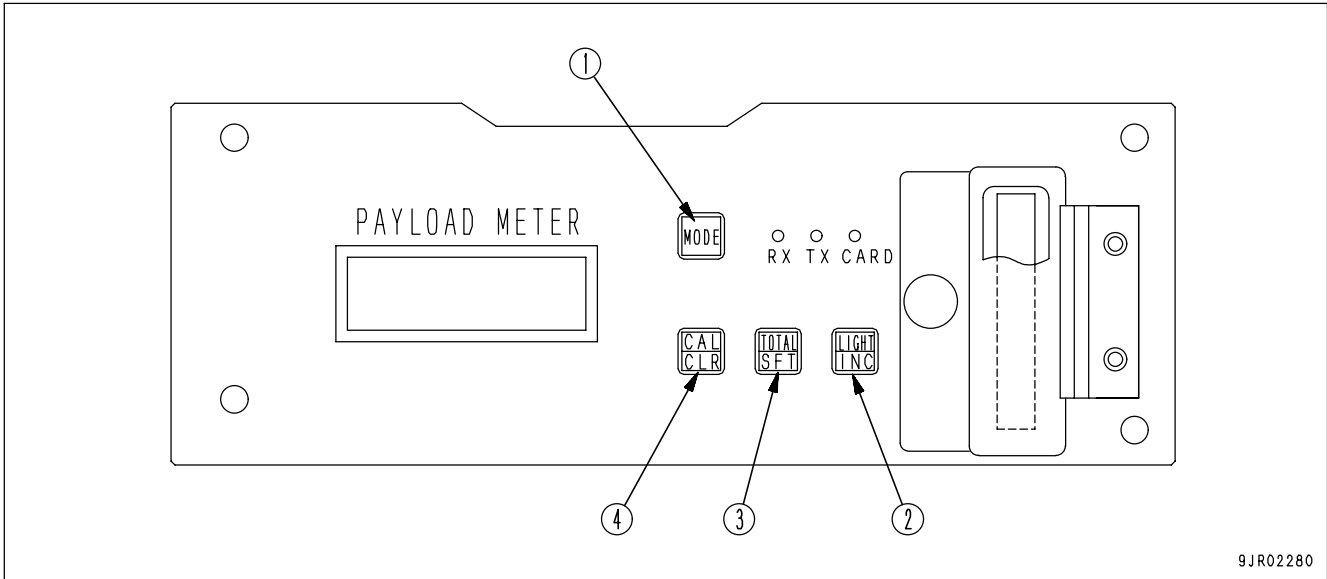 ①
PAYLOAD METER
MODE
RX TX CARD
CAL
CLR
TOTAL
SFT
LIGHT
INC
④ ③ ②
9JR02280